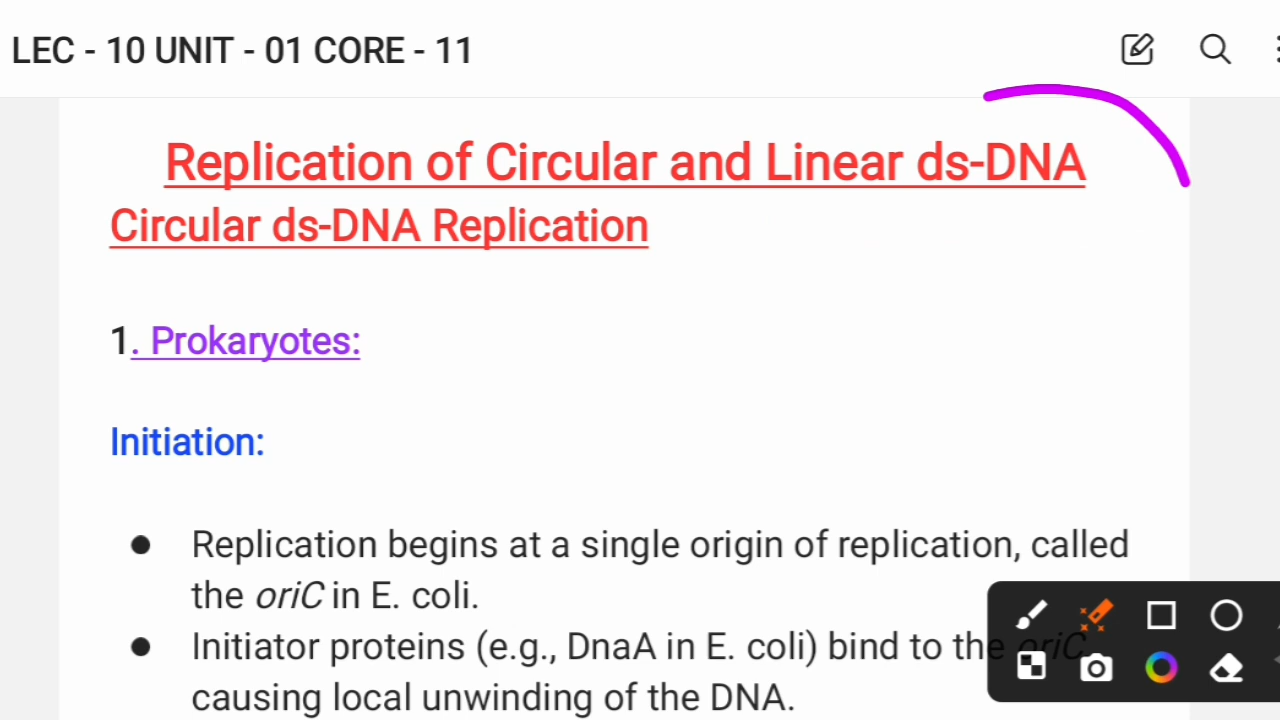 LEC - 10 UNIT - 01 CORE - 11
Replication of Circular and Linear ds-DNA
Circular ds-DNA Replication
1. Prokaryotes:
Initiation:
● Replication begins at a single origin of replication, called
the oriC in E. coli.
● Initiator proteins (e.g., DnaA in E. coli) bind to the oriC
causing local unwinding of the DNA.